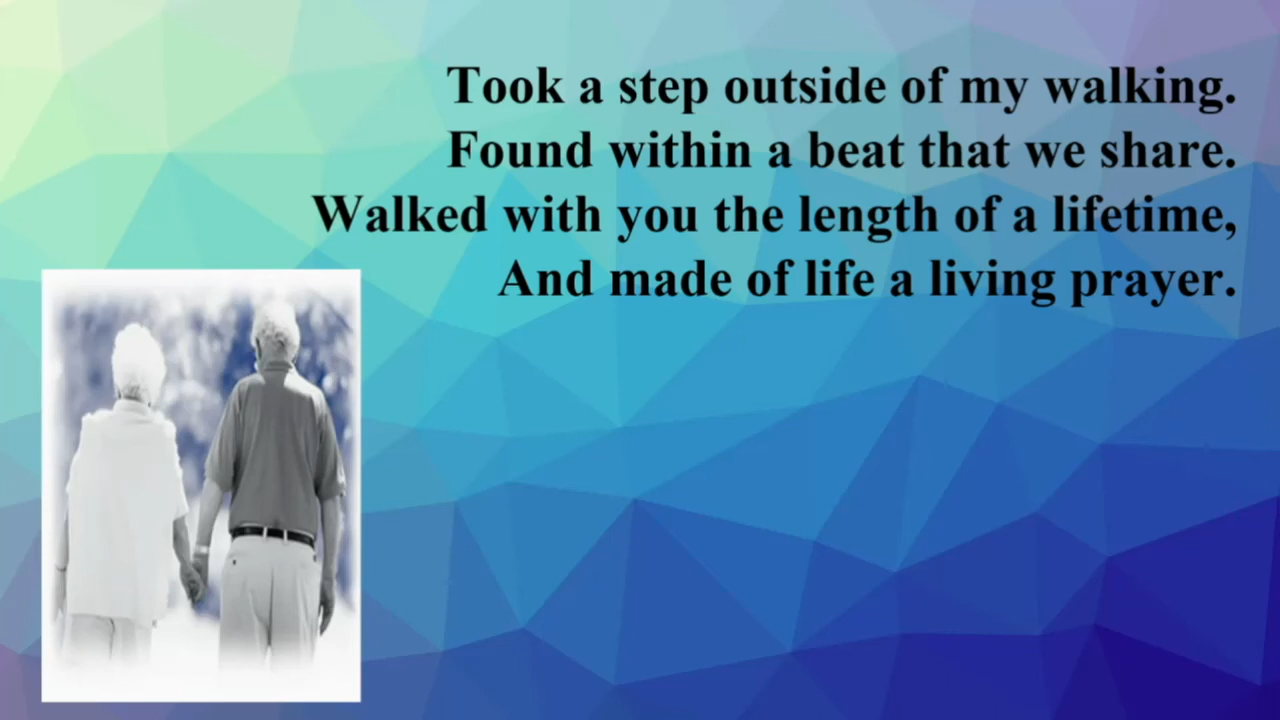 Took a step outside of my walking.
Found within a beat that we share.
Walked with you the length of a lifetime,
And made of life a living prayer.